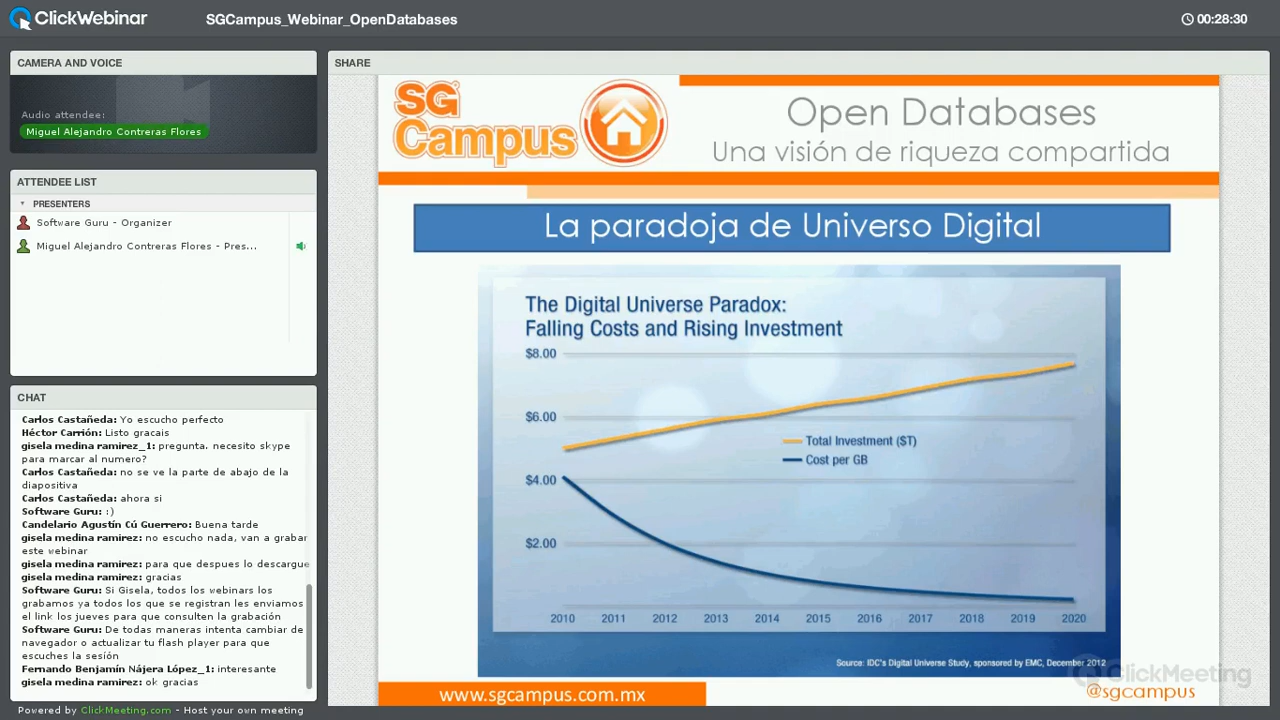 ClickWebinar
SGCampus_Webinar_OpenDatabases
00:28:30
CAMERA AND VOICE
Audio attendee:
Miguel Alejandro Contreras Flores
ATTENDEE LIST
PRESENTERS
Software Guru - Organizer
Miguel Alejandro Contreras Flores - Pres...
CHAT
Carlos Castañeda: Yo escucho perfecto
Héctor Carrión: Listo gracais
gisela medina ramirez_1: pregunta. necesito skype
para marcar al numero?
Carlos Castañeda: no se ve la parte de abajo de la
diapositiva
Carlos Castañeda: ahora si
Software Guru: :)
Candelario Agustín Cú Guerrero: Buena tarde
gisela medina ramirez: no escucho nada, van a grabar
este webinar
gisela medina ramirez: para que despues lo descargue
gisela medina ramirez: gracias
Software Guru: Si Gisela, todos los webinars los
grabamos ya todos los que se registran les enviamos
el link los jueves para que consulten la grabación
Software Guru: De todas maneras intenta cambiar de
navegador o actualizar tu flash player para que
escuches la sesión
Fernando Benjamín Nájera López_1: interesante
gisela medina ramirez: ok gracias
Powered by ClickMeeting.com - Host your own meeting
SHARE
SG
Campus
Open Databases
Una visión de riqueza compartida
La paradoja de Universo Digital
The Digital Universe Paradox:
Falling Costs and Rising Investment
$8.00
$6.00
$4.00
$2.00
Total Investment ($T)
Cost per GB
2010 2011 2012 2013 2014 2015 2016 2017 2018 2019 2020
Source: IDC's Digital Universe Study, sponsored by EMC, December 2012
ClickMeeting
www.sgcampus.com.mx
@sgcampus